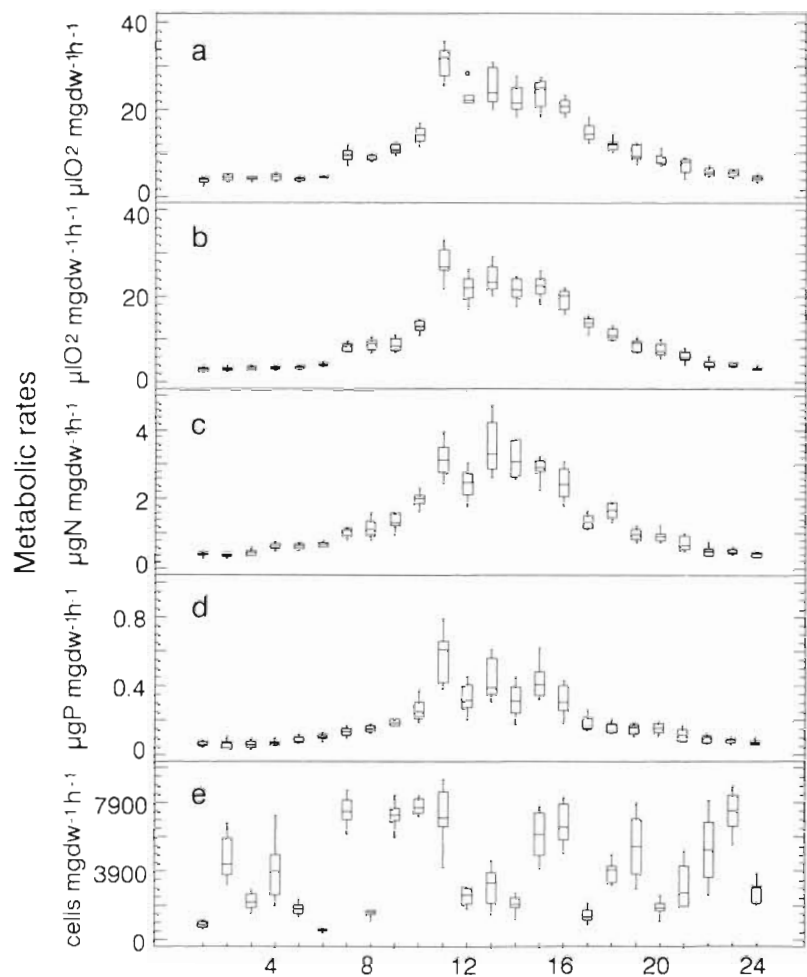 Metabolic rates
a
µlO² mgdw⁻¹h⁻¹
40
20
0
b
µlO² mgdw⁻¹h⁻¹
40
20
0
c
µgN mgdw⁻¹h⁻¹
4
2
0
d
µgP mgdw⁻¹h⁻¹
0.8
0.4
0
e
cells mgdw⁻¹h⁻¹
7900
3900
0
4 8 12 16 20 24